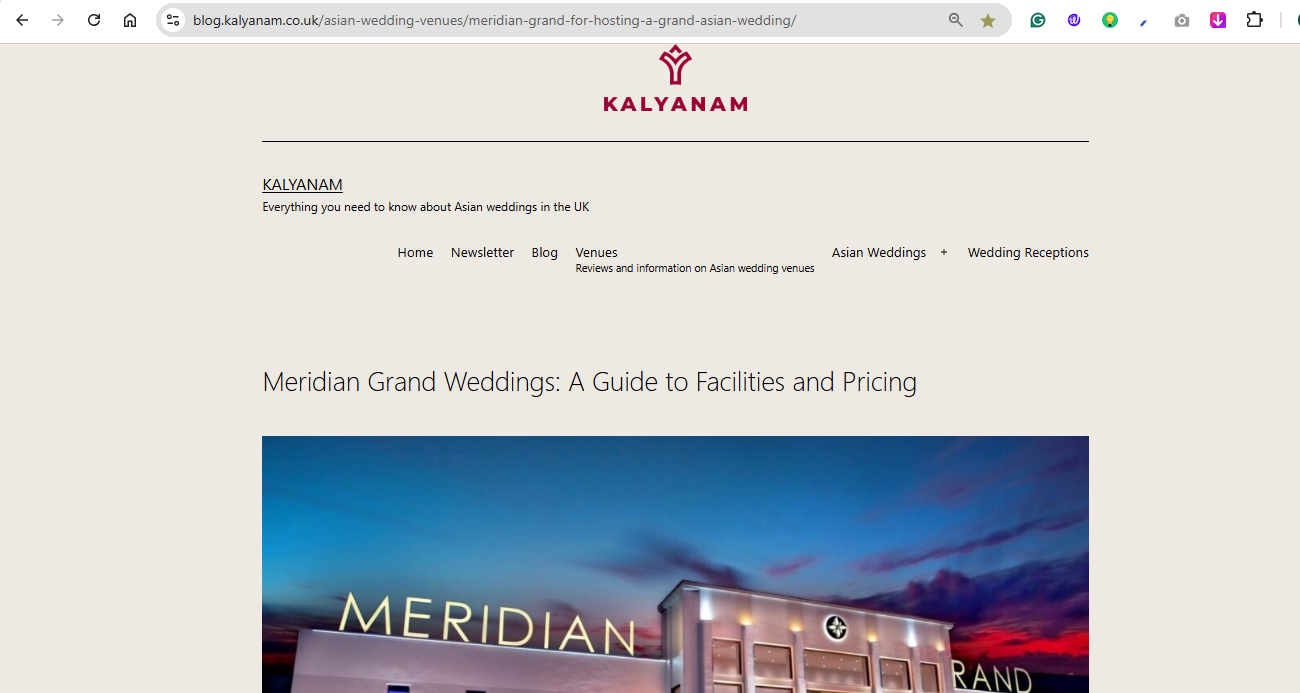 blog.kalyanam.co.uk/asian-wedding-venues/meridian-grand-for-hosting-a-grand-asian-wedding/
KALYANAM
KALYANAM
Everything you need to know about Asian weddings in the UK
Home Newsletter Blog Venues Asian Weddings + Wedding Receptions
Reviews and information on Asian wedding venues
Meridian Grand Weddings: A Guide to Facilities and Pricing
MERIDIAN
RAND